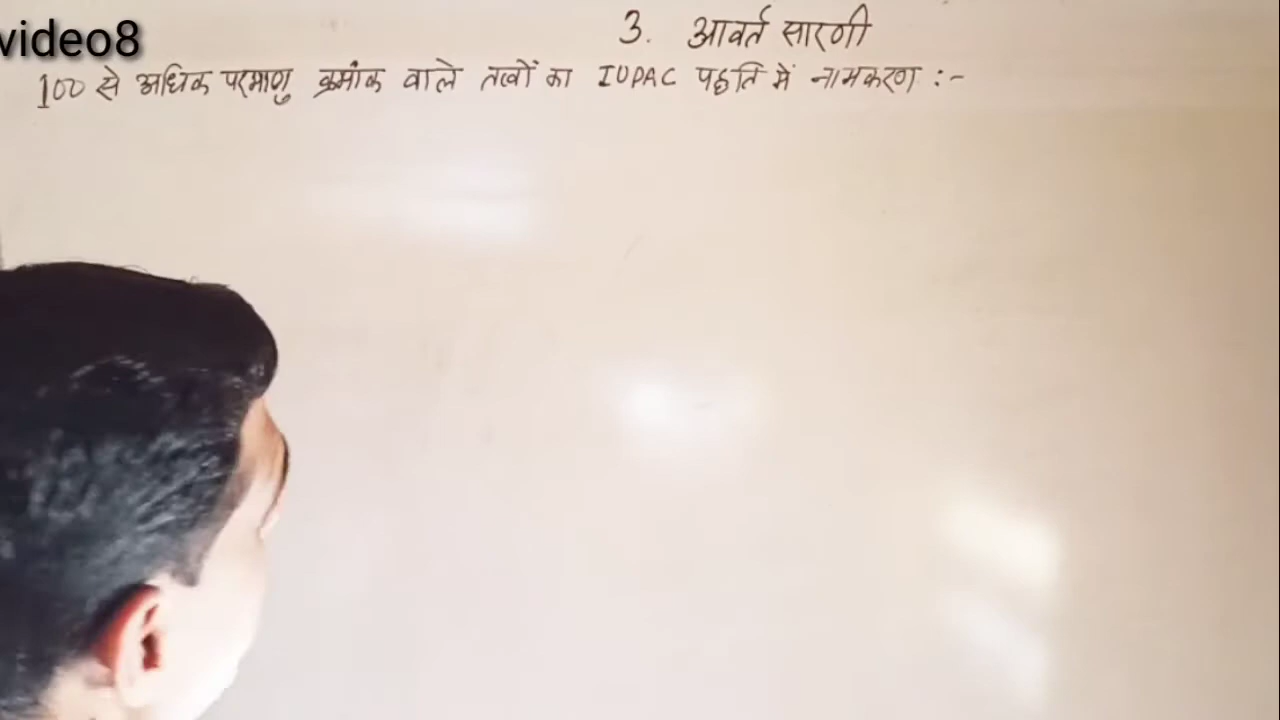 video8
3. आवर्त सारणी
100 से अधिक परमाणु क्रमांक वाले तत्वों का IUPAC पद्धति में नामकरण :-